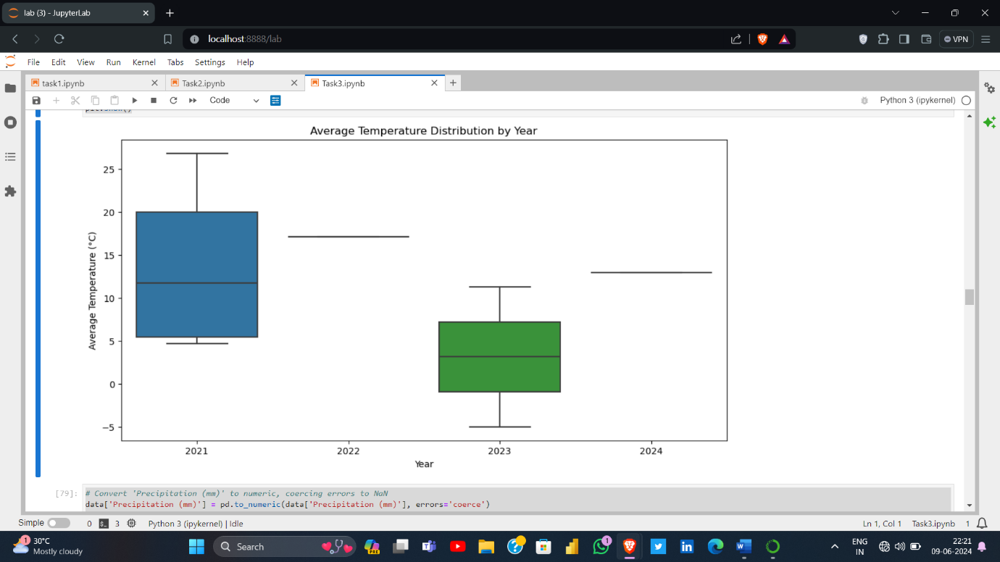 lab (3) - JupyterLab
localhost:8888/lab
VPN
File Edit View Run Kernel Tabs Settings Help
task1.ipynb Task2.ipynb Task3.ipynb
Code Python 3 (ipykernel)
Average Temperature Distribution by Year
25
20
15
10
5
0
−5
Average Temperature (°C)
2021 2022 2023 2024
Year
[79]: # Convert 'Precipitation (mm)' to numeric, coercing errors to NaN
data['Precipitation (mm)'] = pd.to_numeric(data['Precipitation (mm)'], errors='coerce')
Simple 0 3 Python 3 (ipykernel) | Idle Ln 1, Col 1 Task3.ipynb 1
1 30°C
Mostly cloudy
Search
PRE
1
ENG
IN
22:21
09-06-2024